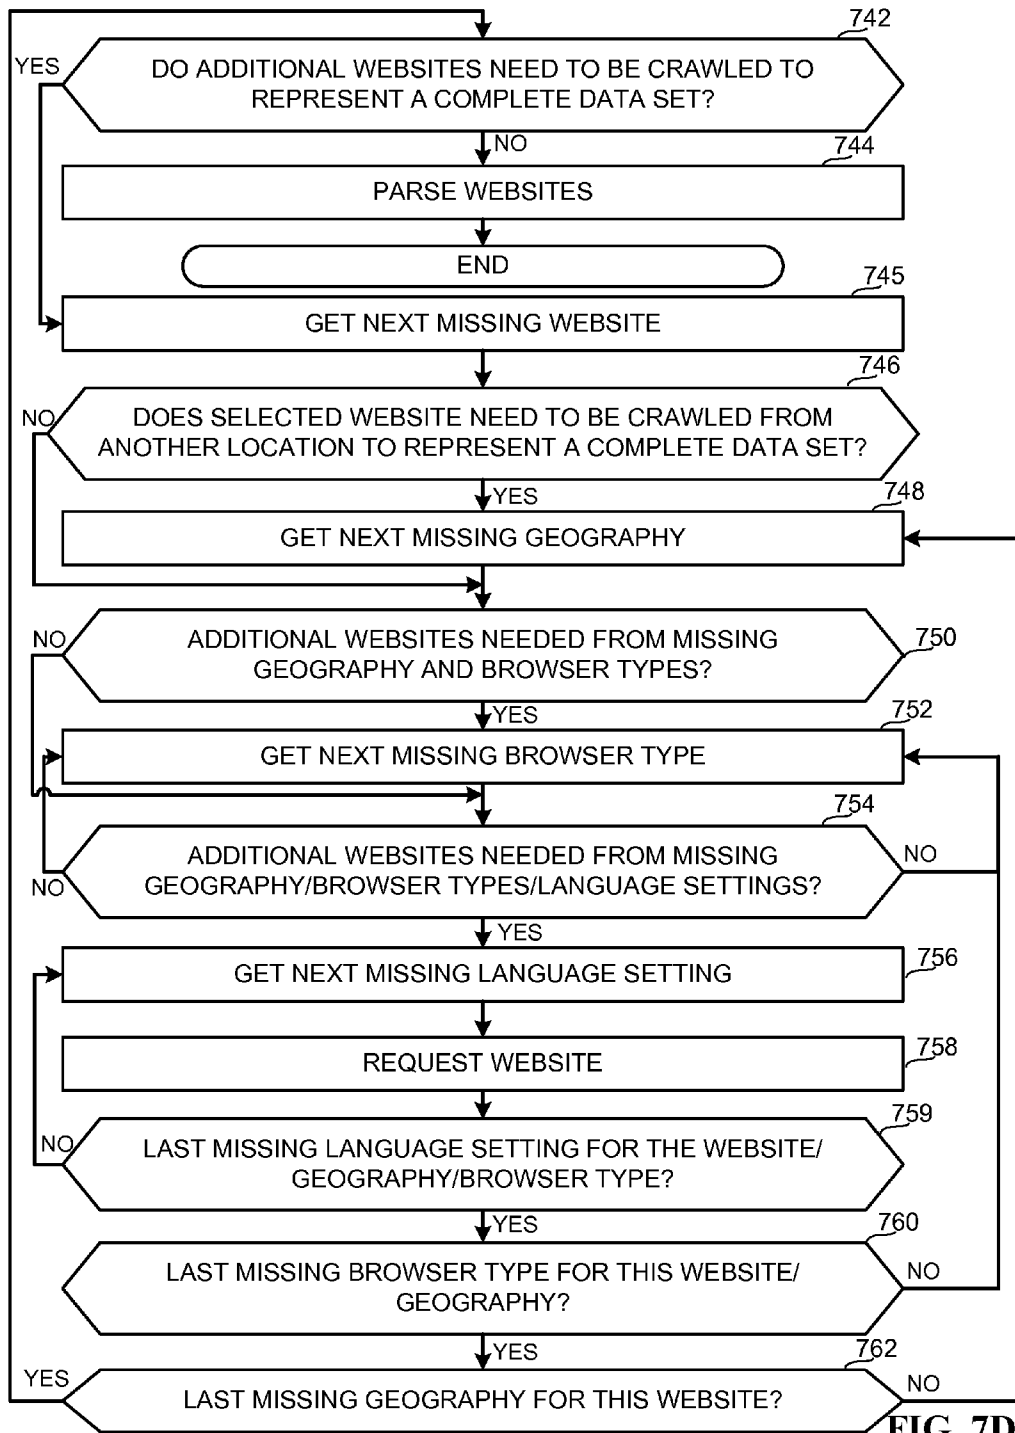 742
YES
DO ADDITIONAL WEBSITES NEED TO BE CRAWLED TO
REPRESENT A COMPLETE DATA SET?
NO
744
PARSE WEBSITES
END
745
GET NEXT MISSING WEBSITE
746
NO
DOES SELECTED WEBSITE NEED TO BE CRAWLED FROM
ANOTHER LOCATION TO REPRESENT A COMPLETE DATA SET?
YES
748
GET NEXT MISSING GEOGRAPHY
NO
ADDITIONAL WEBSITES NEEDED FROM MISSING
GEOGRAPHY AND BROWSER TYPES?
750
YES
752
GET NEXT MISSING BROWSER TYPE
754
ADDITIONAL WEBSITES NEEDED FROM MISSING
GEOGRAPHY/BROWSER TYPES/LANGUAGE SETTINGS?
NO
NO
YES
GET NEXT MISSING LANGUAGE SETTING
756
REQUEST WEBSITE
758
759
NO
LAST MISSING LANGUAGE SETTING FOR THE WEBSITE/
GEOGRAPHY/BROWSER TYPE?
YES
760
LAST MISSING BROWSER TYPE FOR THIS WEBSITE/
GEOGRAPHY?
NO
YES
762
YES
LAST MISSING GEOGRAPHY FOR THIS WEBSITE?
NO
FIG. 7D